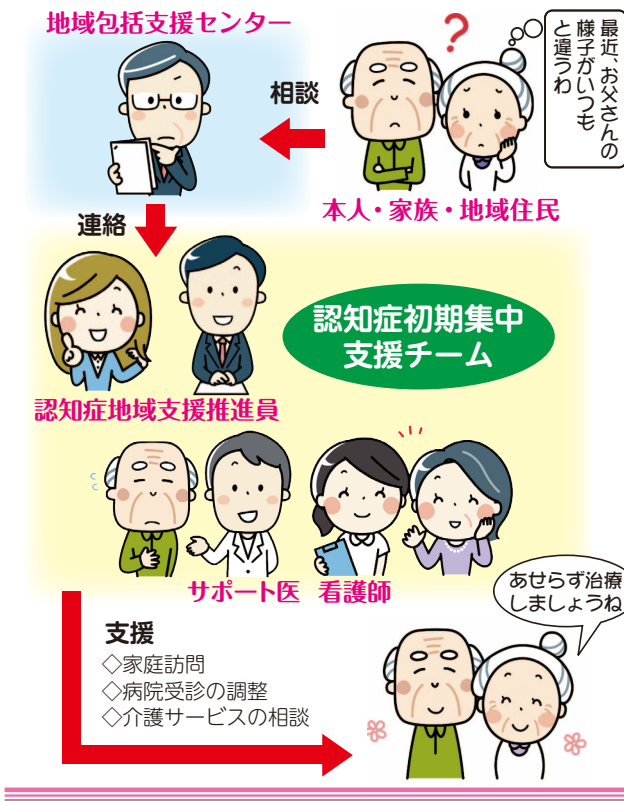 地域包括支援センター
相談
最近、お父さんの
様子がいつも
と違うわ
本人・家族・地域住民
連絡
認知症初期集中
支援チーム
認知症地域支援推進員
サポート医 看護師
あせらず治療
しましょうね
支援
◇家庭訪問
◇病院受診の調整
◇介護サービスの相談